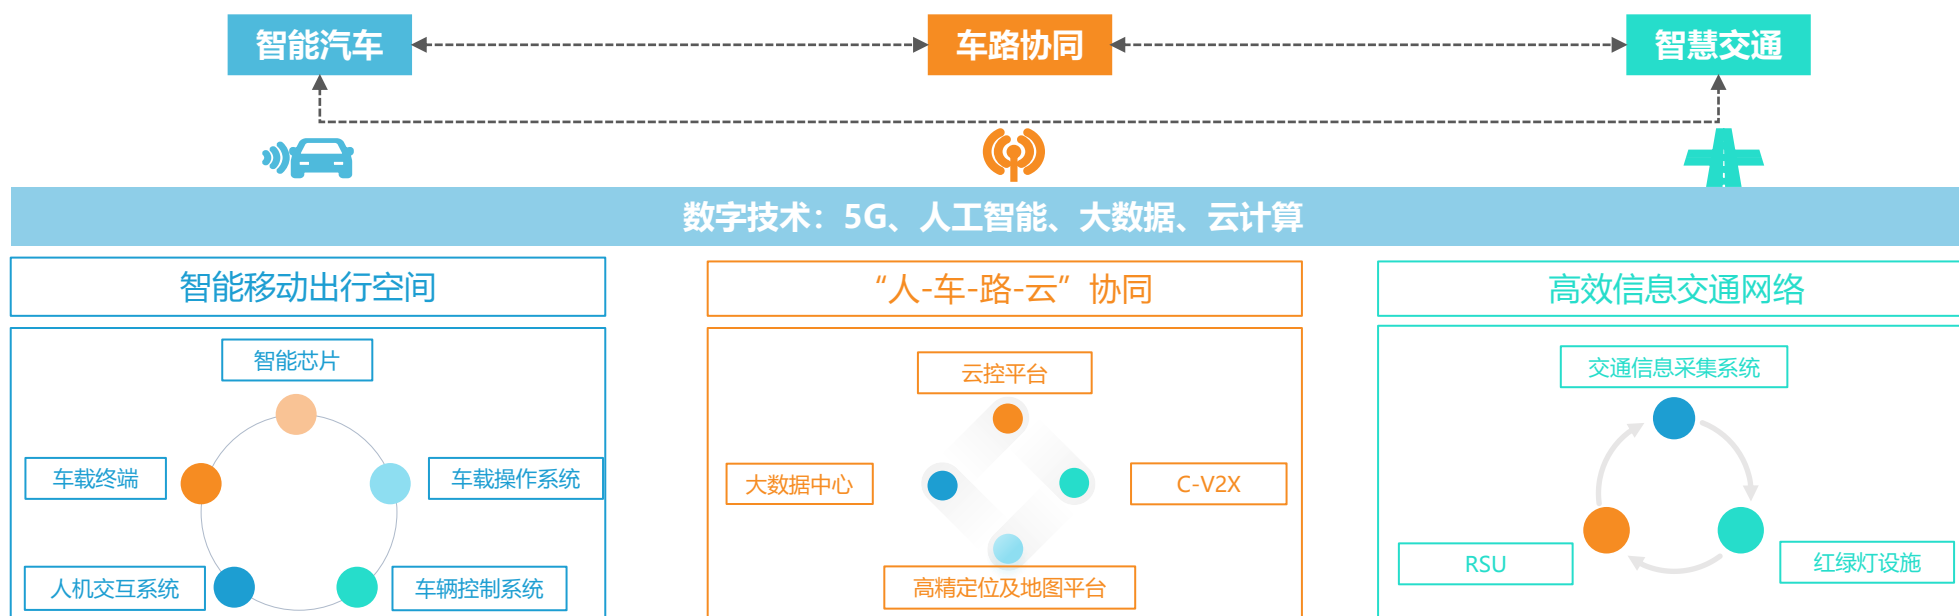 智能汽车
车路协同
智慧交通
数字技术：5G、人工智能、大数据、云计算
智能移动出行空间
“人-车-路-云”协同
高效信息交通网络
智能芯片
车载终端
车载操作系统
人机交互系统
车辆控制系统
云控平台
大数据中心
C-V2X
高精定位及地图平台
交通信息采集系统
RSU
红绿灯设施